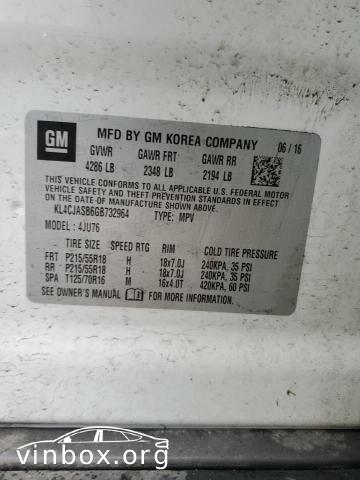 GM
MFD BY GM KOREA COMPANY 06 / 16
GVWR GAWR FRT GAWR RR
4286 LB 2348 LB 2194 LB
THIS VEHICLE CONFORMS TO ALL APPLICABLE U.S. FEDERAL MOTOR
VEHICLE SAFETY AND THEFT PREVENTION STANDARDS IN EFFECT ON THE
DATE OF MANUFACTURE SHOWN ABOVE.
KL4CJASB6GB732964 TYPE : MPV
MODEL : 4JU76
TIRE SIZE SPEED RTG RIM COLD TIRE PRESSURE
FRT P215/55R18 H 18x7.0J 240KPA, 35 PSI
RR P215/55R18 H 18x7.0J 240KPA, 35 PSI
SPA T125/70R16 M 16x4.0T 420KPA, 60 PSI
SEE OWNER'S MANUAL FOR MORE INFORMATION.
vinbox.org